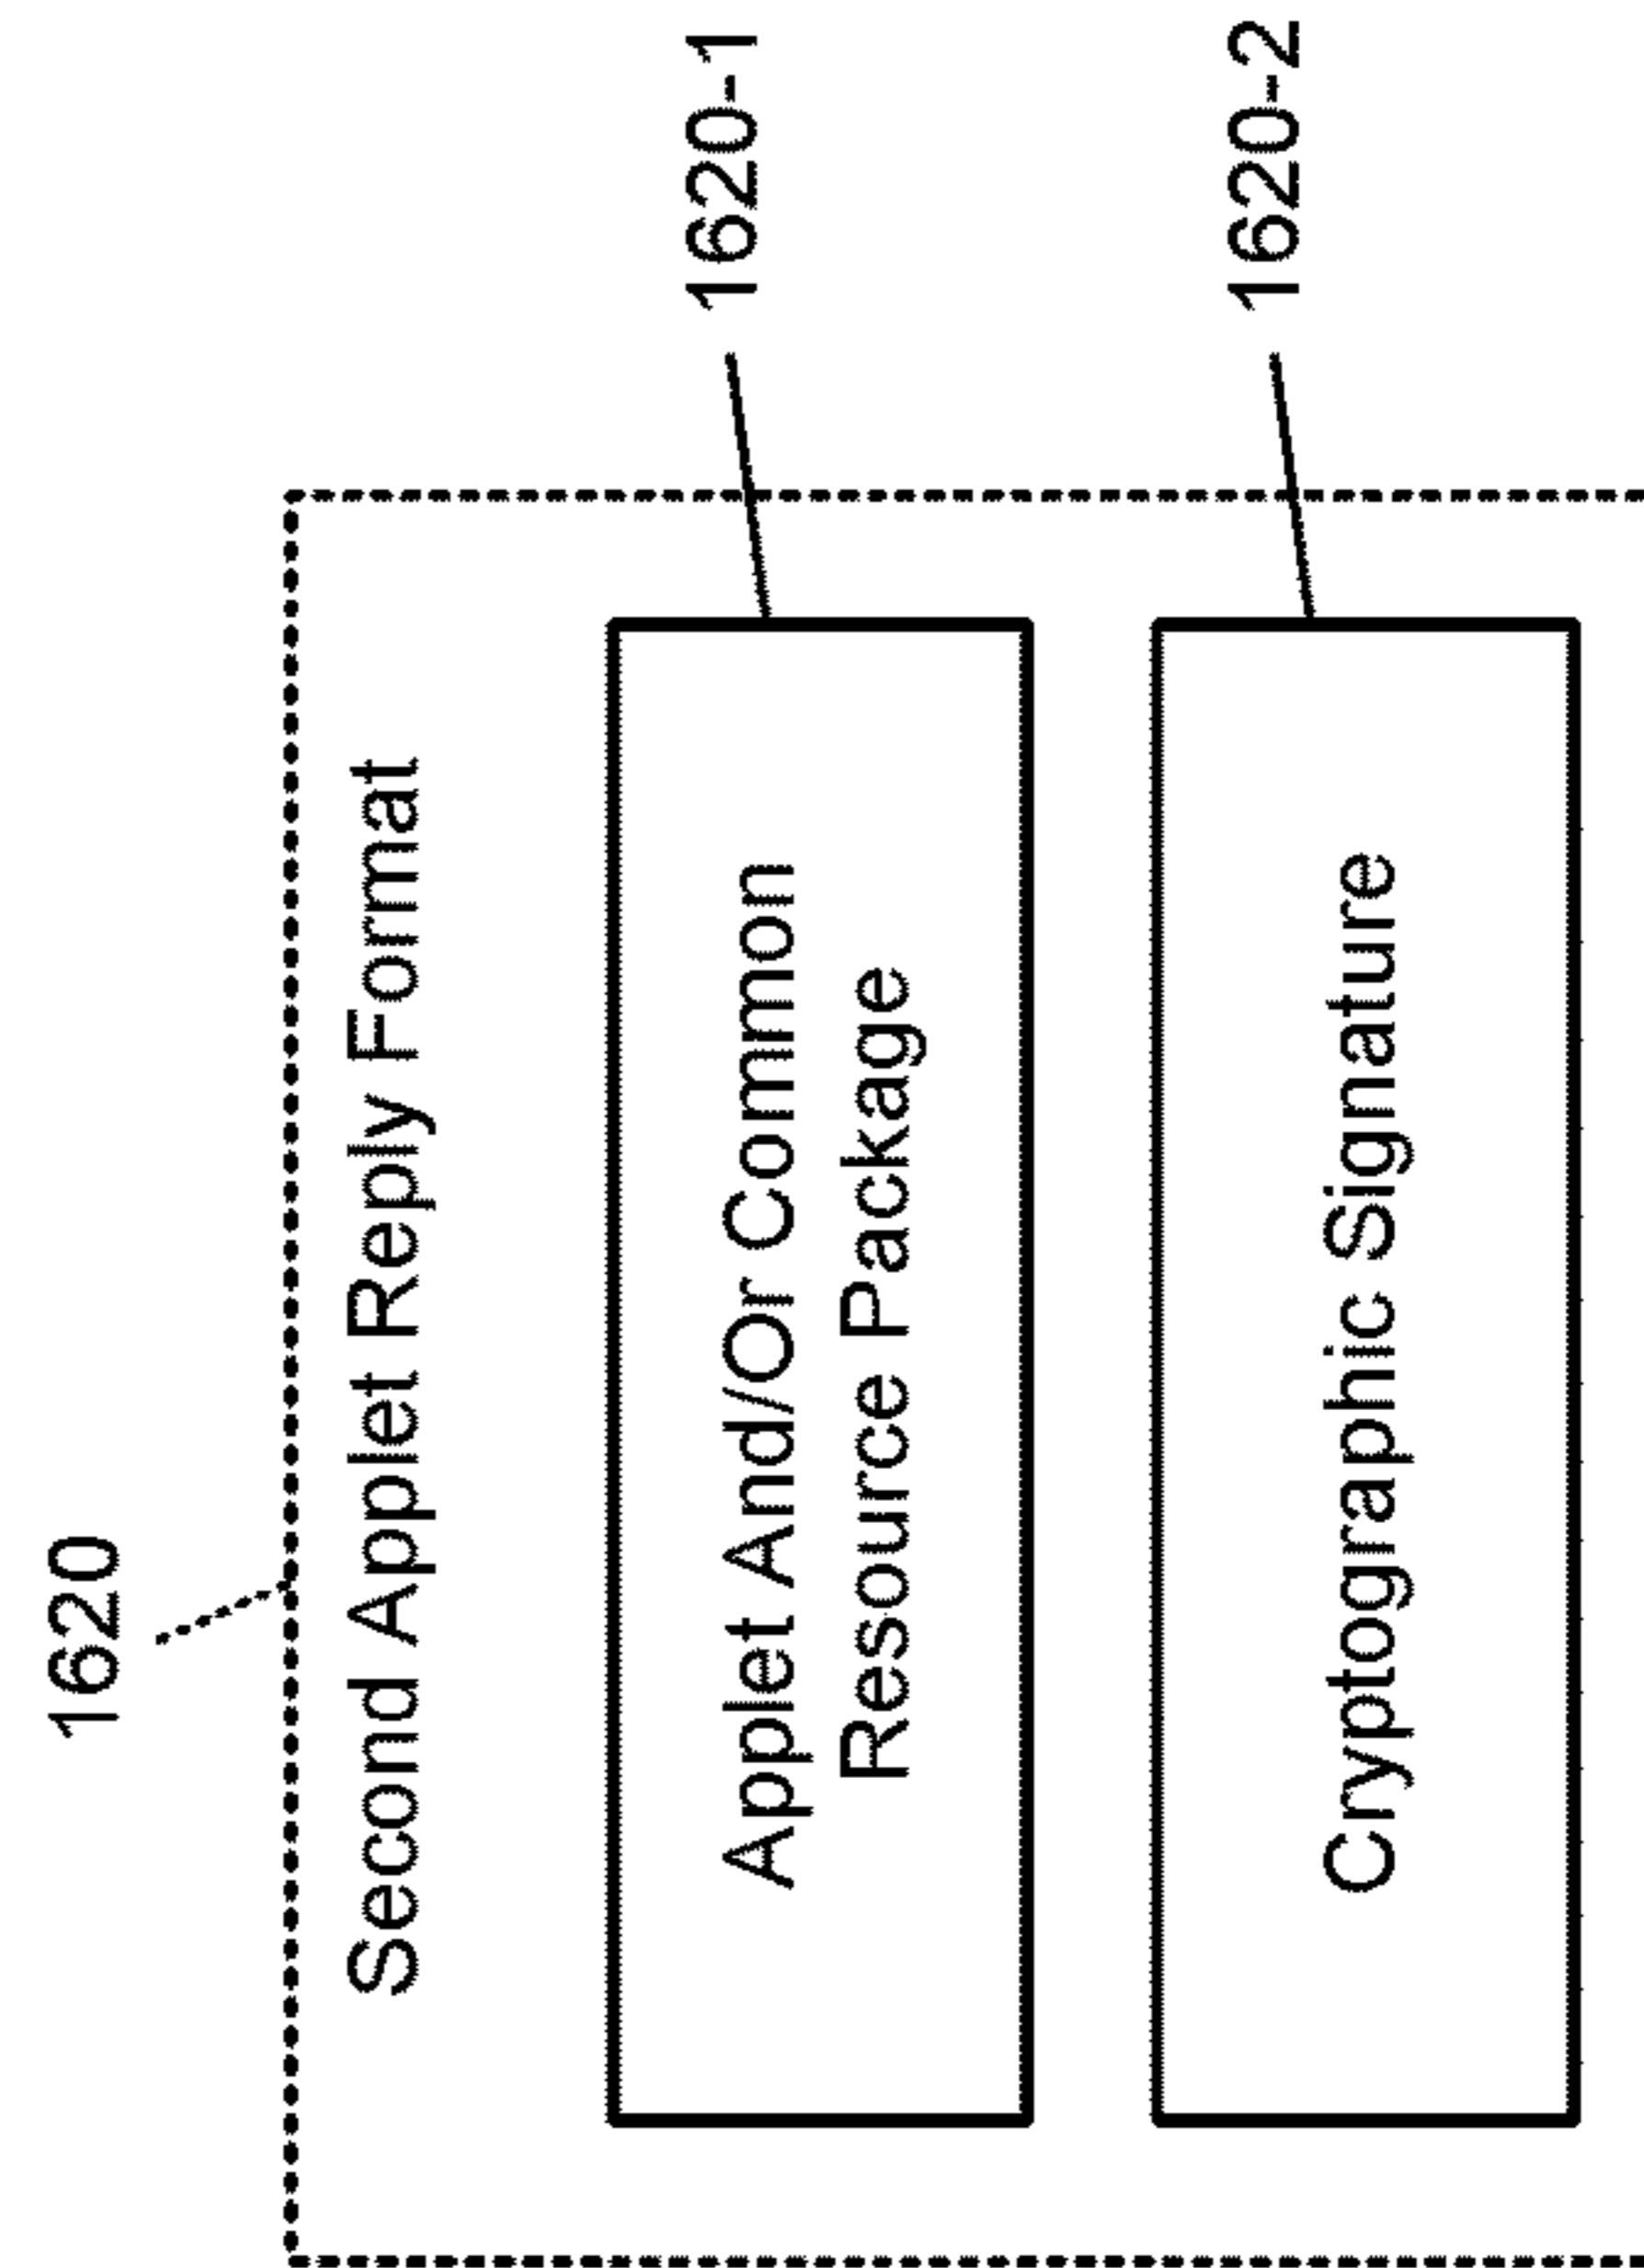 1620
Second Applet Reply Format
Applet And/Or Common
Resource Package
1620-1
Cryptographic Signature
1620-2